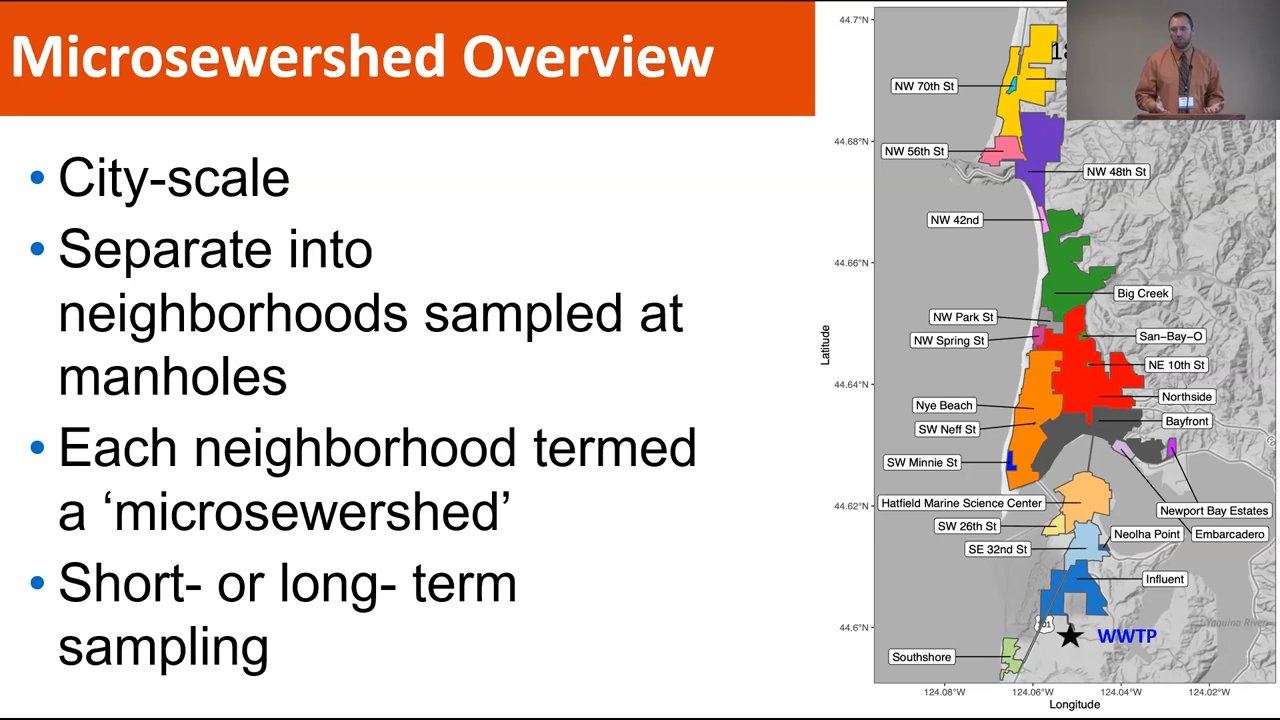 Microsewershed Overview
• City-scale
• Separate into
neighborhoods sampled at
manholes
• Each neighborhood termed
a ‘microsewershed’
• Short- or long- term
sampling
44.7°N
44.68°N
44.66°N
44.64°N
44.62°N
44.6°N
Latitude
NW 70th St
NW 56th St
NW 48th St
NW 42nd
Big Creek
NW Park St
NW Spring St
San-Bay-O
NE 10th St
Nye Beach
Northside
SW Neff St
Bayfront
SW Minnie St
Hatfield Marine Science Center
Newport Bay Estates
SW 26th St
Neolha Point
Embarcadero
SE 32nd St
Influent
101
Yaquina River
WWTP
Southshore
124.08°W
124.06°W
124.04°W
124.02°W
Longitude